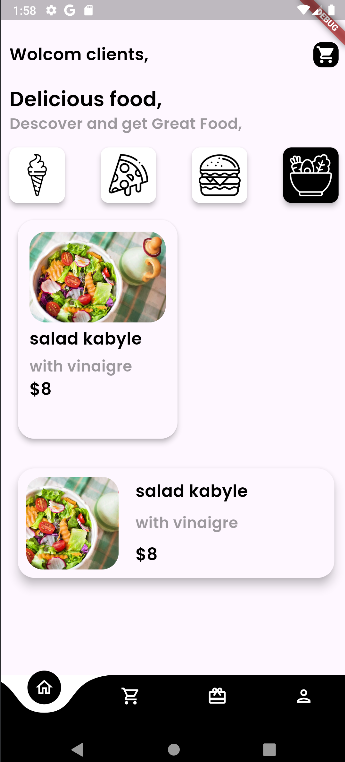 1:58
G
DEBUG
Wolcom clients,
Delicious food,
Descover and get Great Food,
salad kabyle
with vinaigre
$8
salad kabyle
with vinaigre
$8